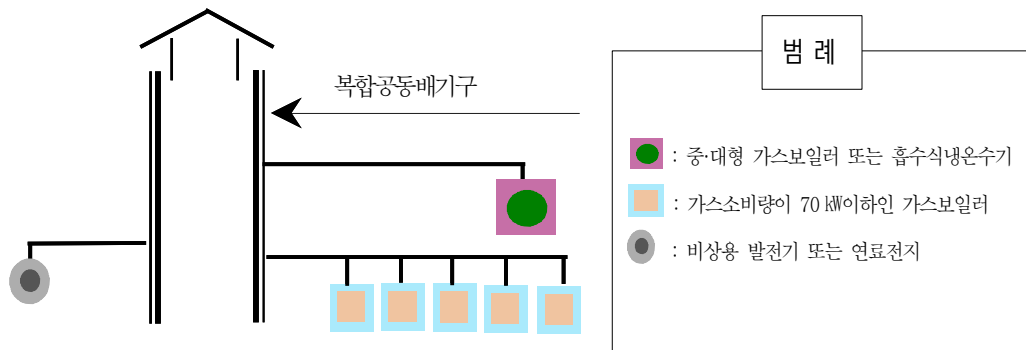 복합공동배기구
범 례
: 중·대형 가스보일러 또는 흡수식냉온수기
: 가스소비량이 70 ㎾이하인 가스보일러
: 비상용 발전기 또는 연료전지